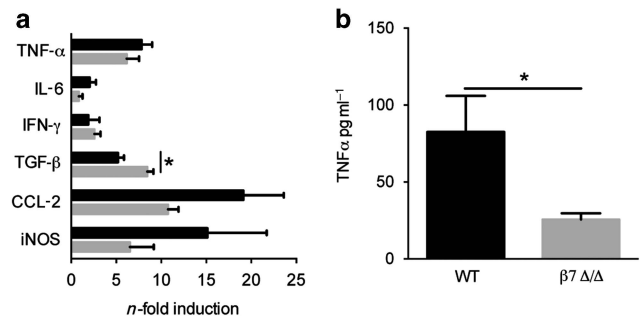 a
TNF-α
IL-6
IFN-γ
TGF-β
CCL-2
iNOS
*
0 5 10 15 20 25
n-fold induction
b
TNFα pg ml⁻¹
150
100
50
0
*
WT β7 Δ/Δ